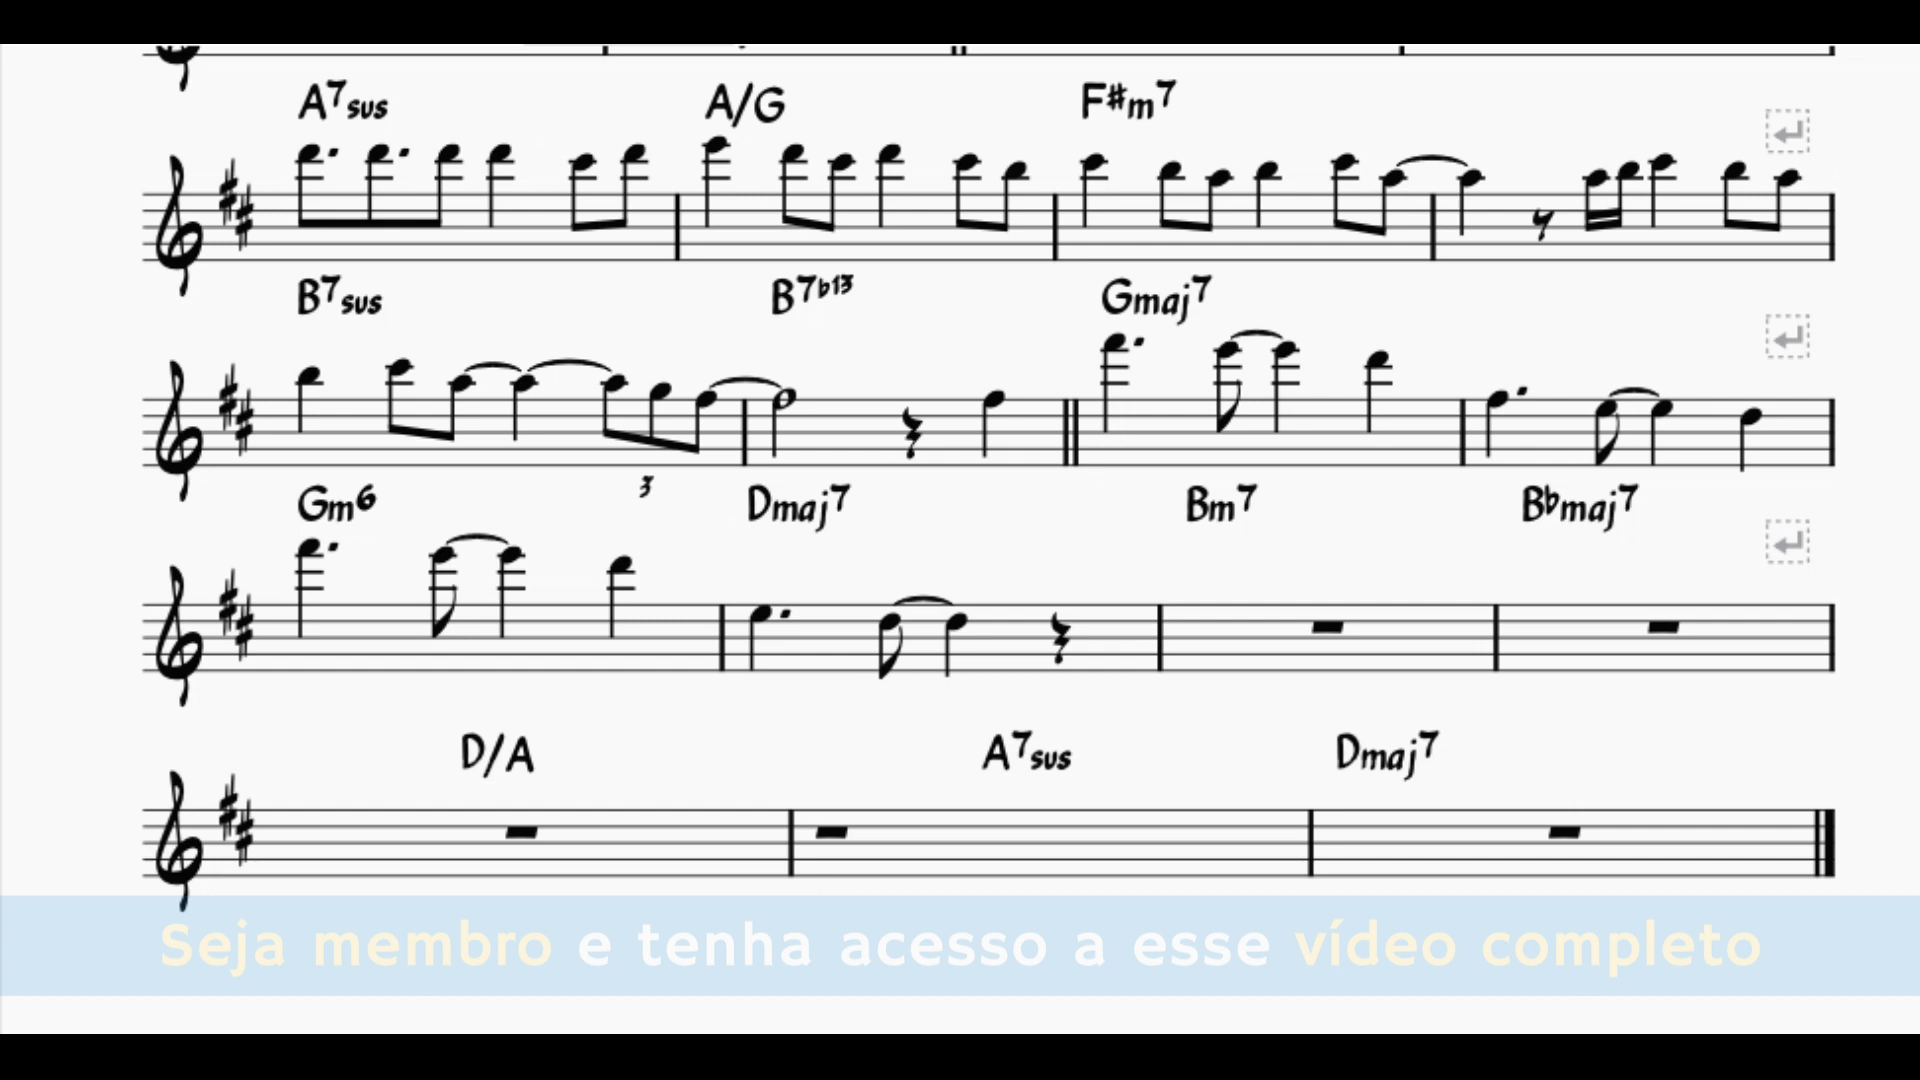 A7sus A/G F#m7
B7sus B7b13 Gmaj7
3
Gm6 Dmaj7 Bm7 Bbmaj7
D/A A7sus Dmaj7
Seja membro e tenha acesso a esse vídeo completo